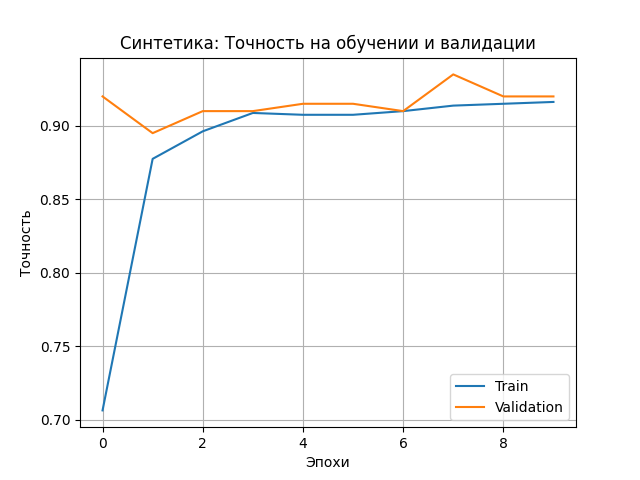 Синтетика: Точность на обучении и валидации
Точность
0.90
0.85
0.80
0.75
0.70
0 2 4 6 8
Эпохи
Train
Validation